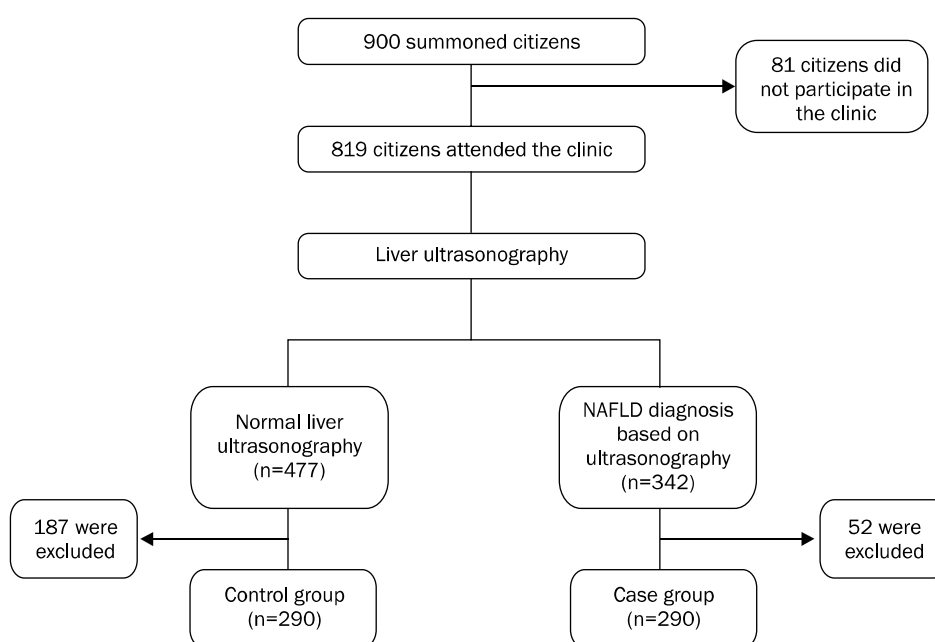 900 summoned citizens
81 citizens did
not participate in
the clinic
819 citizens attended the clinic
Liver ultrasonography
Normal liver
ultrasonography
(n=477)
NAFLD diagnosis
based on
ultrasonography
(n=342)
187 were
excluded
52 were
excluded
Control group
(n=290)
Case group
(n=290)